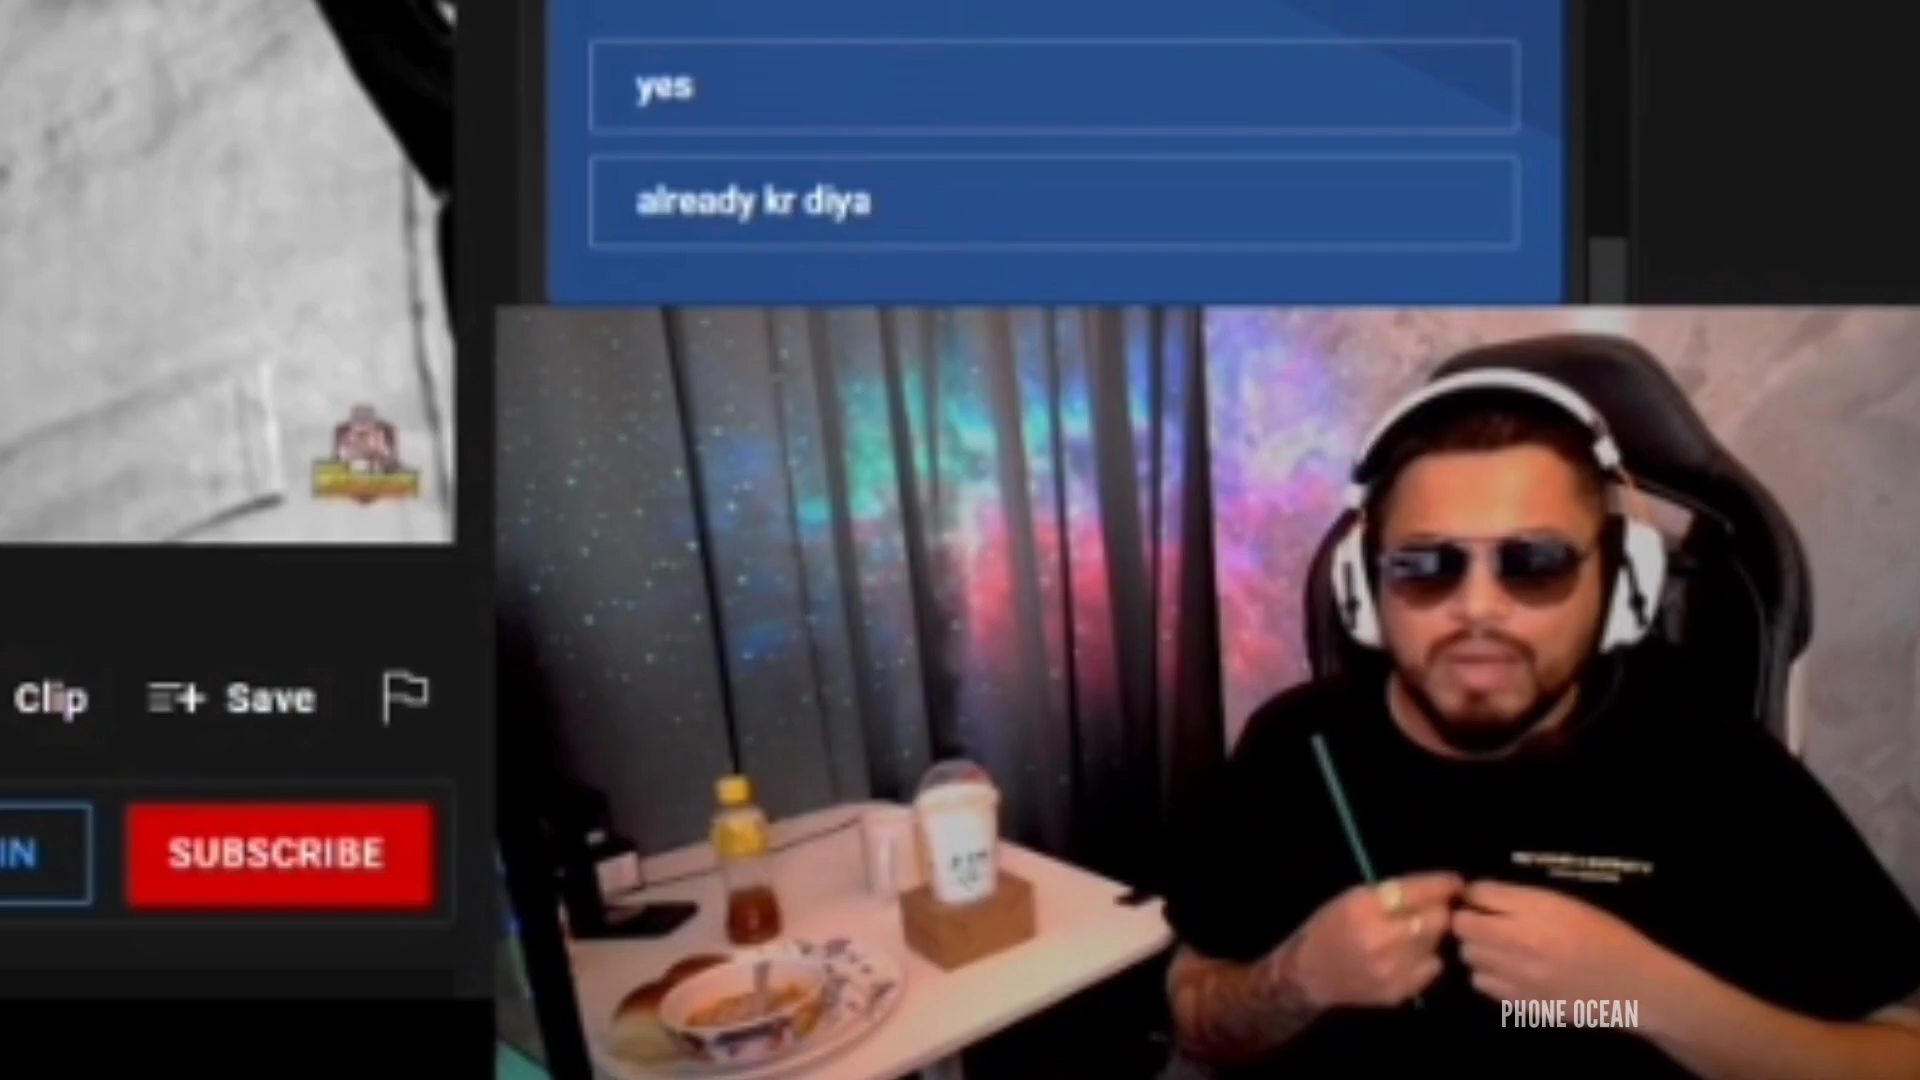 yes
already kr diya
Clip
Save
IN
SUBSCRIBE
PHONE OCEAN